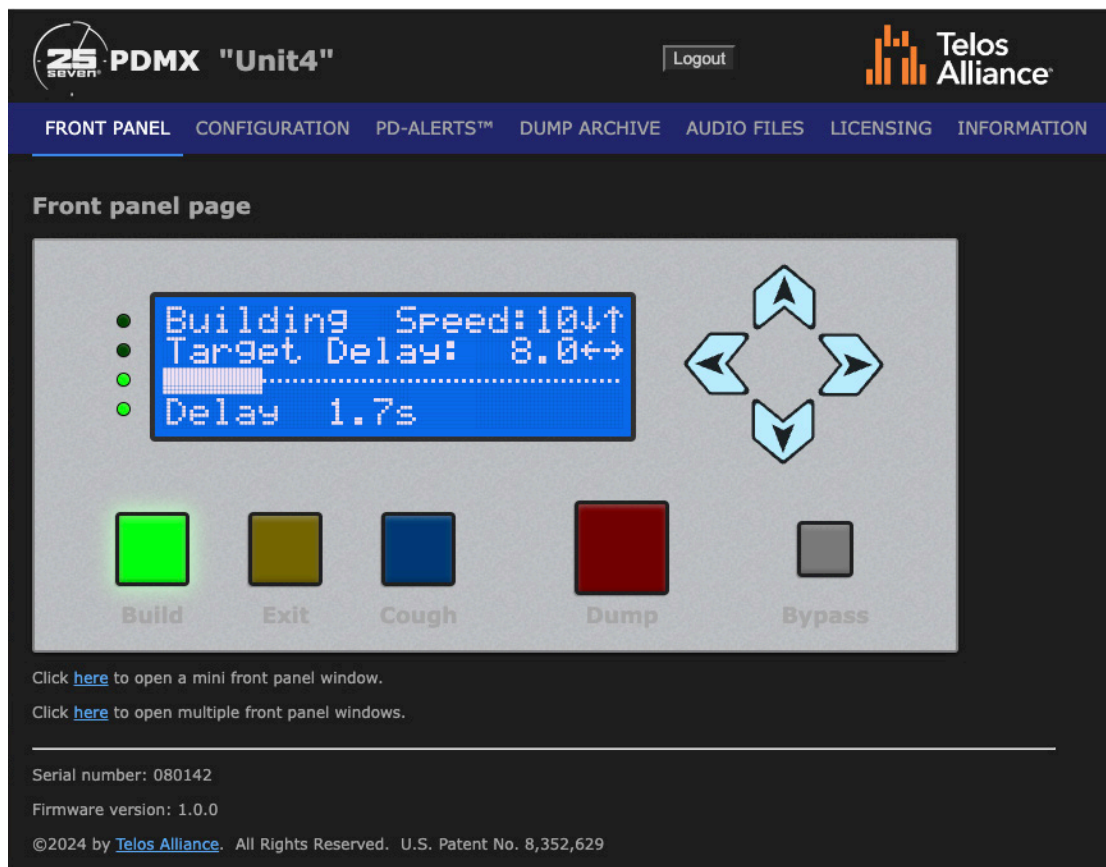 25 seven® PDMX "Unit4" Logout Telos Alliance®
FRONT PANEL CONFIGURATION PD-ALERTS™ DUMP ARCHIVE AUDIO FILES LICENSING INFORMATION
Front panel page
Building Speed:10↓↑
Target Delay: 8.0←→
Delay 1.7s
Build Exit Cough Dump Bypass
Click here to open a mini front panel window.
Click here to open multiple front panel windows.
Serial number: 080142
Firmware version: 1.0.0
©2024 by Telos Alliance. All Rights Reserved. U.S. Patent No. 8,352,629